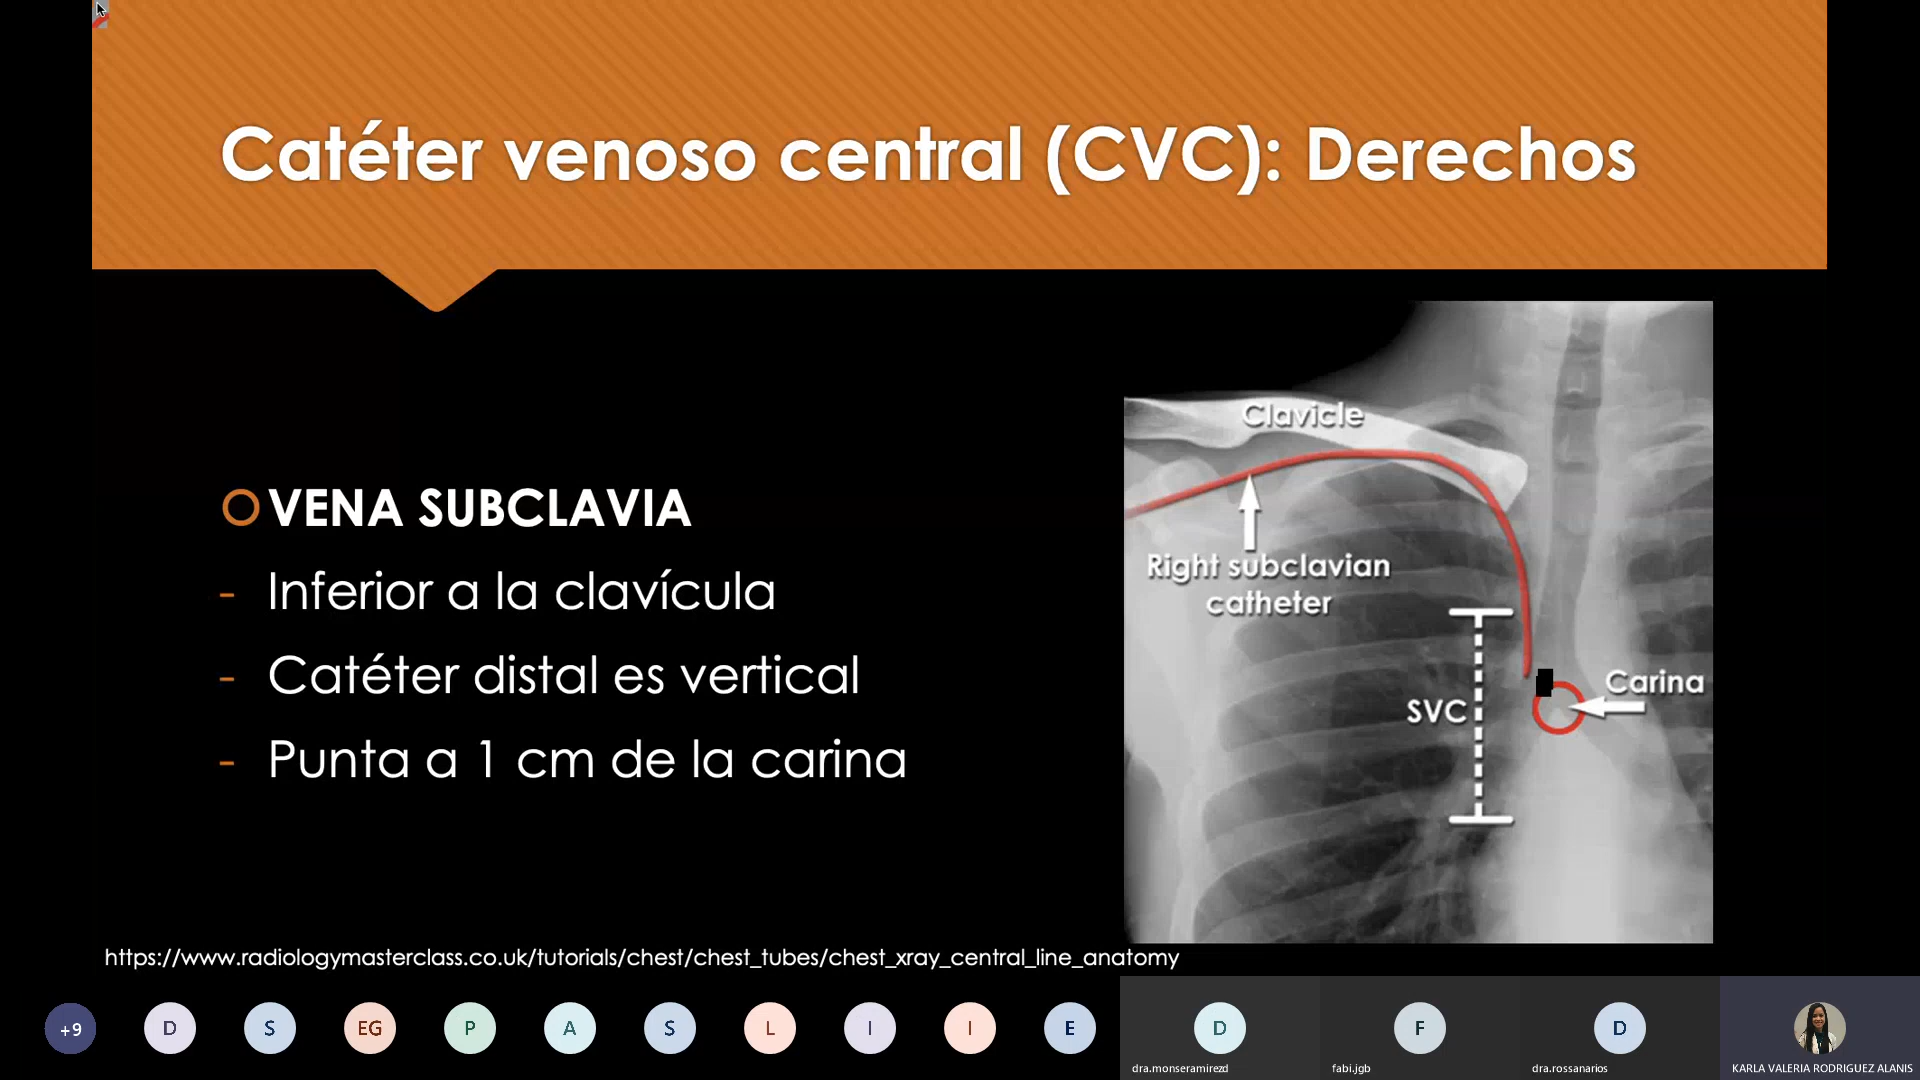 Catéter venoso central (CVC): Derechos
VENA SUBCLAVIA
- Inferior a la clavícula
- Catéter distal es vertical
- Punta a 1 cm de la carina
Clavicle
Right subclavian
catheter
SVC
Carina
https://www.radiologymasterclass.co.uk/tutorials/chest/chest_tubes/chest_xray_central_line_anatomy
+9
D
S
EG
P
A
S
L
I
I
E
D
F
D
dra.monseramirezd
fabi.jgb
dra.rossanarios
KARLA VALERIA RODRIGUEZ ALANIS